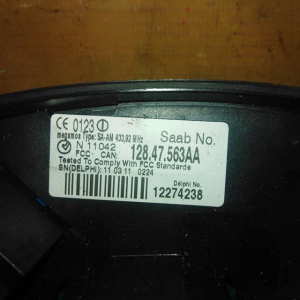 CE 0123
megamos Type: SA-AM 433,92 MHz
Saab No.
N 11042
FCC: CAN:
128.47.563AA
Tested To Comply With FCC Standards
SN(DELPHI): 11 03 11 0224
Delphi No.
12274238